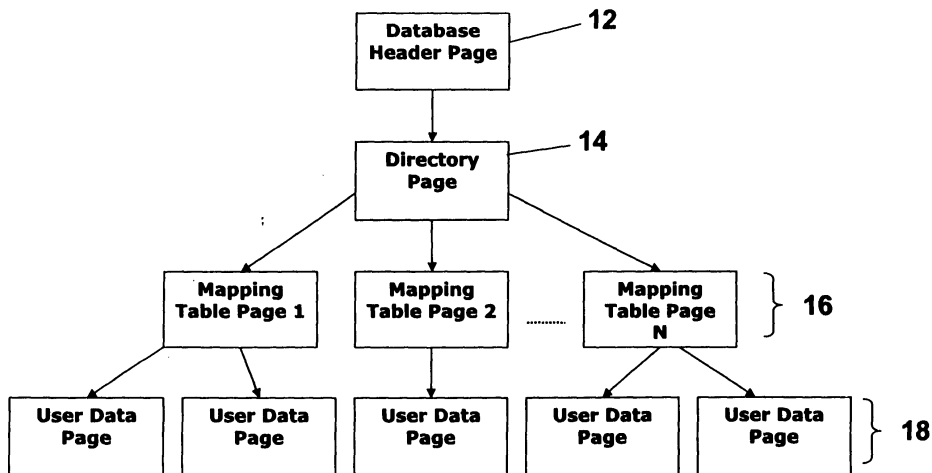 Database
Header Page
12
Directory
Page
14
Mapping
Table Page 1
Mapping
Table Page 2
............
Mapping
Table Page
N
16
User Data
Page
User Data
Page
User Data
Page
User Data
Page
User Data
Page
18